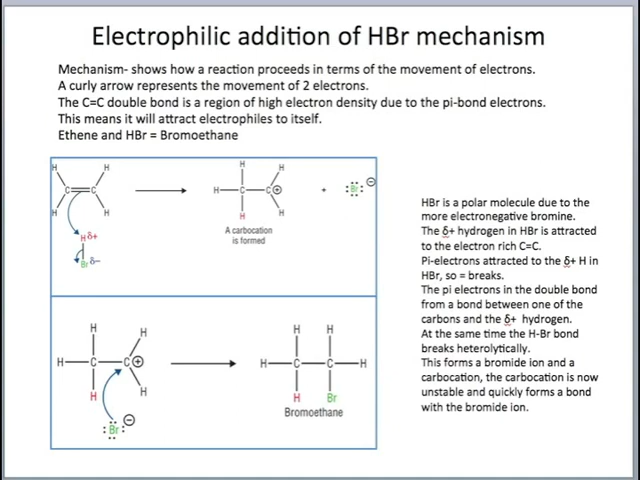 Electrophilic addition of HBr mechanism
Mechanism- shows how a reaction proceeds in terms of the movement of electrons.
A curly arrow represents the movement of 2 electrons.
The C=C double bond is a region of high electron density due to the pi-bond electrons.
This means it will attract electrophiles to itself.
Ethene and HBr = Bromoethane
H H
C=C
H H
Hδ+
Br δ−
H H
H—C—C⊕
H H
A carbocation
is formed
+
:Br: ⊖
HBr is a polar molecule due to the
more electronegative bromine.
The δ+ hydrogen in HBr is attracted
to the electron rich C=C.
Pi-electrons attracted to the δ+ H in
HBr, so = breaks.
The pi electrons in the double bond
from a bond between one of the
carbons and the δ+ hydrogen.
At the same time the H-Br bond
breaks heterolytically.
This forms a bromide ion and a
carbocation, the carbocation is now
unstable and quickly forms a bond
with the bromide ion.
H H
H—C—C⊕
H H
:Br: ⊖
H H
H—C—C—H
H Br
Bromoethane